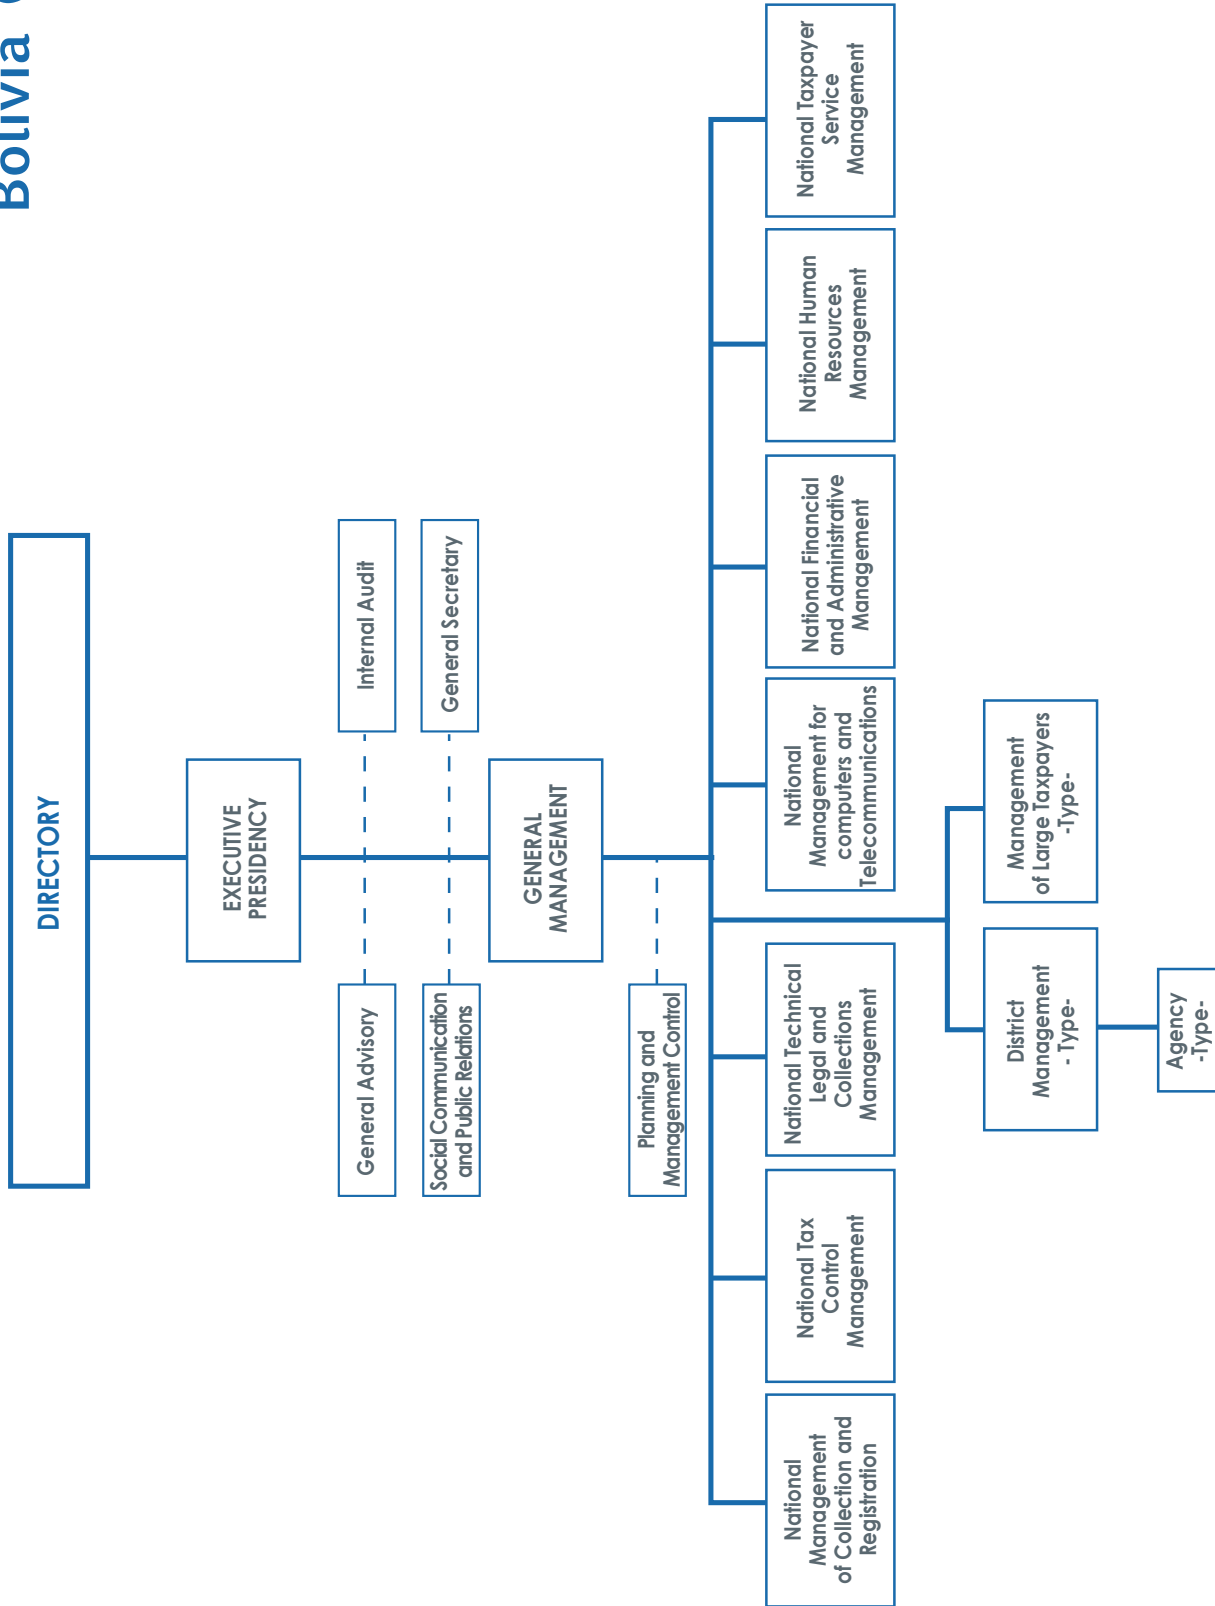 Bolivia
DIRECTORY
EXECUTIVE
PRESIDENCY
General Advisory
Internal Audit
Social Communication
and Public Relations
General Secretary
GENERAL
MANAGEMENT
Planning and
Management Control
National
Management
of Collection and
Registration
National Tax
Control
Management
National Technical
Legal and
Collections
Management
National
Management for
computers and
Telecommunications
National Financial
and Administrative
Management
National Human
Resources
Management
National Taxpayer
Service
Management
District
Management
- Type-
Management
of Large Taxpayers
-Type-
Agency
-Type-